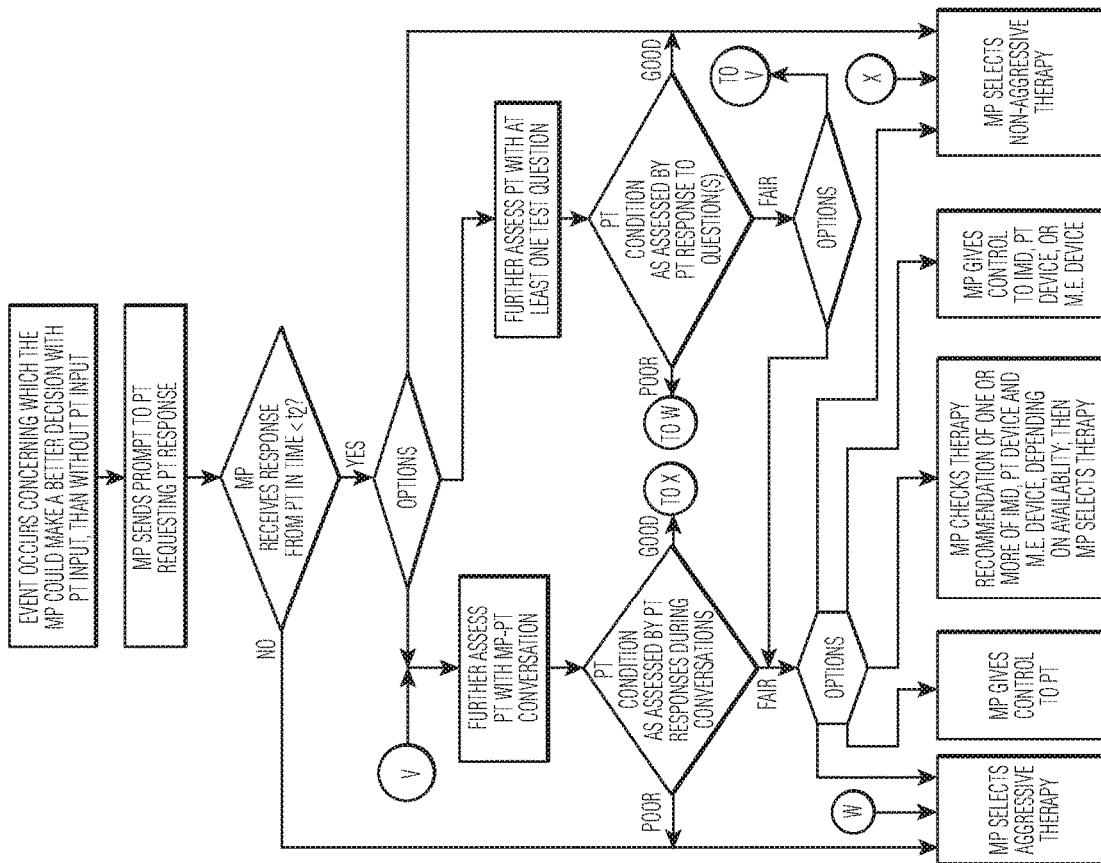 EVENT OCCURS CONCERNING WHICH THE
MP COULD MAKE A BETTER DECISION WITH
PT INPUT, THAN WITHOUT PT INPUT
MP SENDS PROMPT TO PT
REQUESTING PT RESPONSE
MP
RECEIVES RESPONSE
FROM PT IN TIME <t2?
NO
YES
OPTIONS
V
FURTHER ASSESS
PT WITH MP-PT
CONVERSATION
FURTHER ASSESS PT WITH AT
LEAST ONE TEST QUESTION
PT
CONDITION
AS ASSESSED BY PT
RESPONSES DURING
CONVERSATIONS
POOR
GOOD
FAIR
TO X
PT
CONDITION
AS ASSESSED BY
PT RESPONSE TO
QUESTION(S)
POOR
GOOD
FAIR
TO W
OPTIONS
TO
V
OPTIONS
W
X
MP SELECTS
AGGRESSIVE
THERAPY
MP GIVES
CONTROL
TO PT
MP CHECKS THERAPY
RECOMMENDATION OF ONE OR
MORE OF IMD, PT DEVICE AND
M.E. DEVICE, DEPENDING
ON AVAILABLITY; THEN
MP SELECTS THERAPY
MP GIVES
CONTROL
TO IMD, PT
DEVICE, OR
M.E. DEVICE
MP SELECTS
NON-AGGRESSIVE
THERAPY